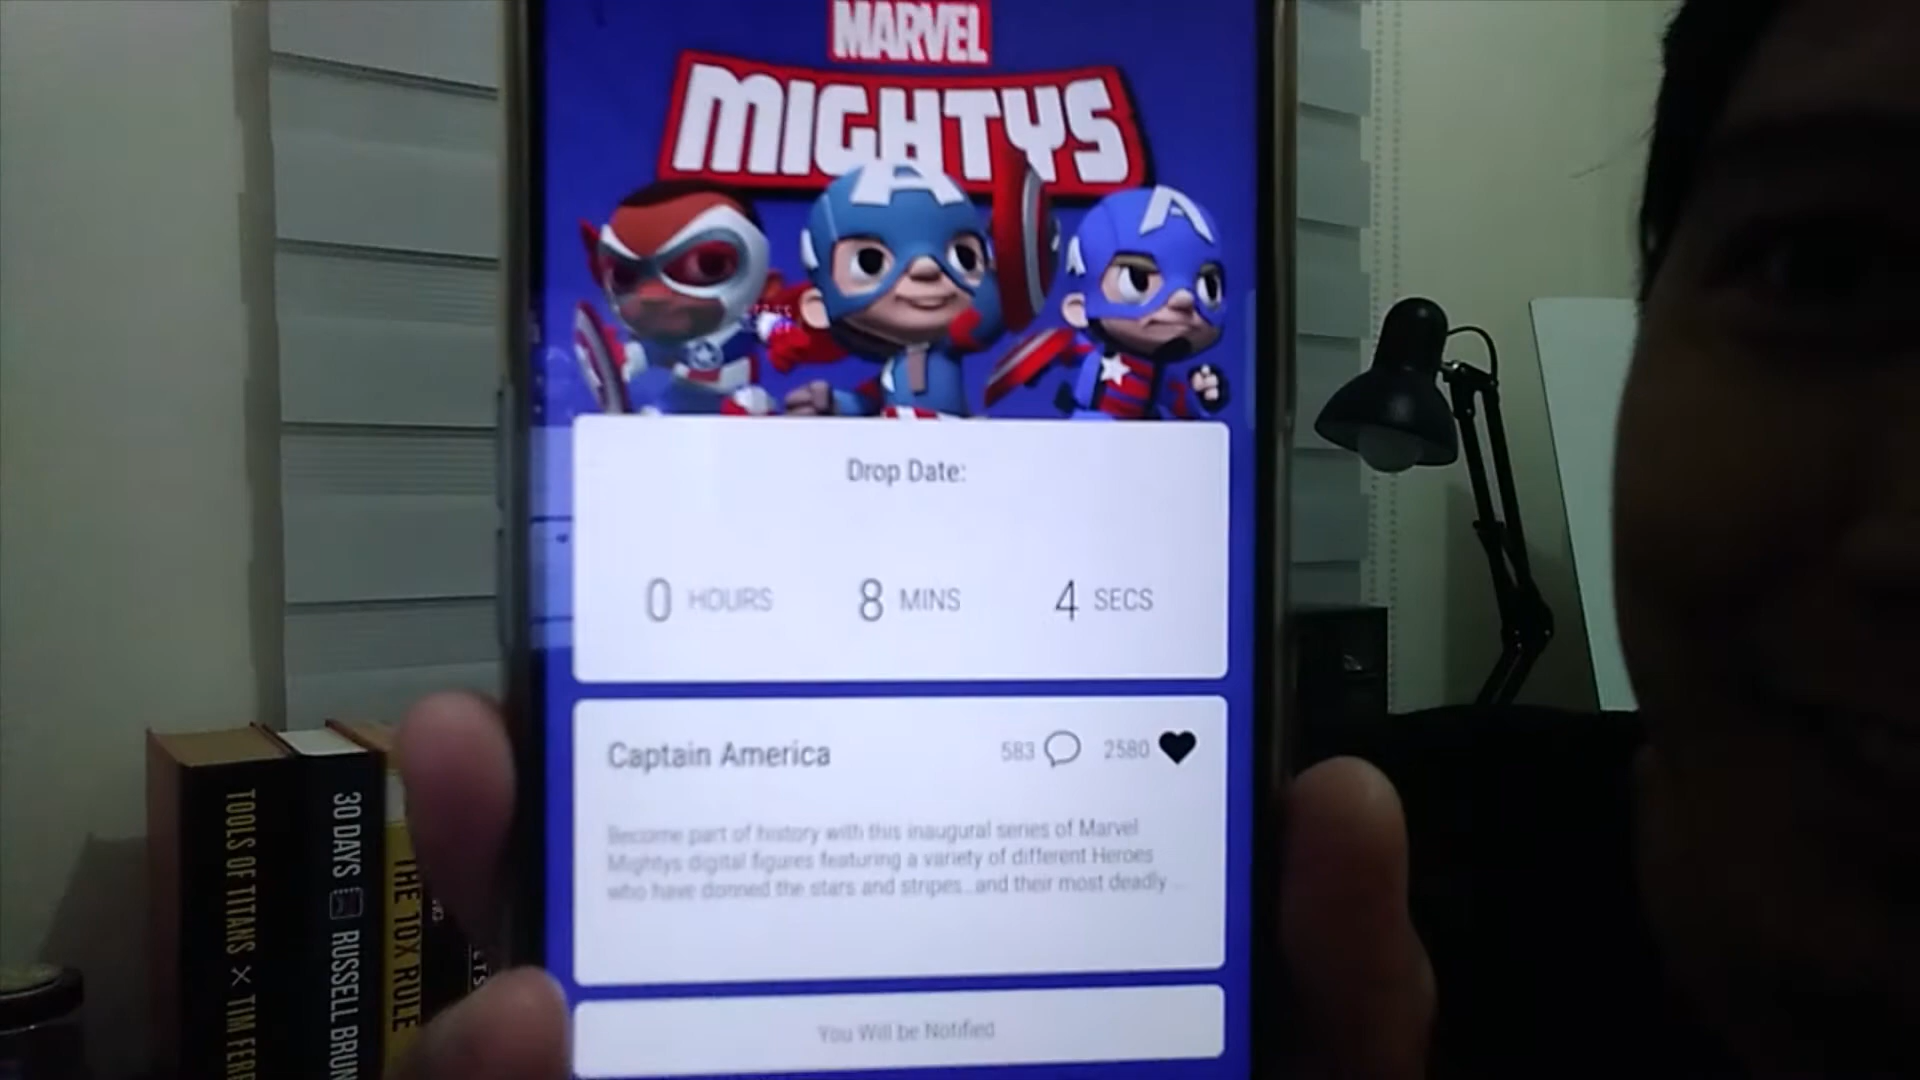 MARVEL
MIGHTYS
Drop Date:
0 HOURS 8 MINS 4 SECS
Captain America 583 2580
Become part of history with this inaugural series of Marvel
Mightys digital figures featuring a variety of different Heroes
who have donned the stars and stripes...and their most deadly ...
You Will be Notified
TOOLS OF TITANS X TIM FERR
30 DAYS RUSSELL BRUN
THE 10X RULE